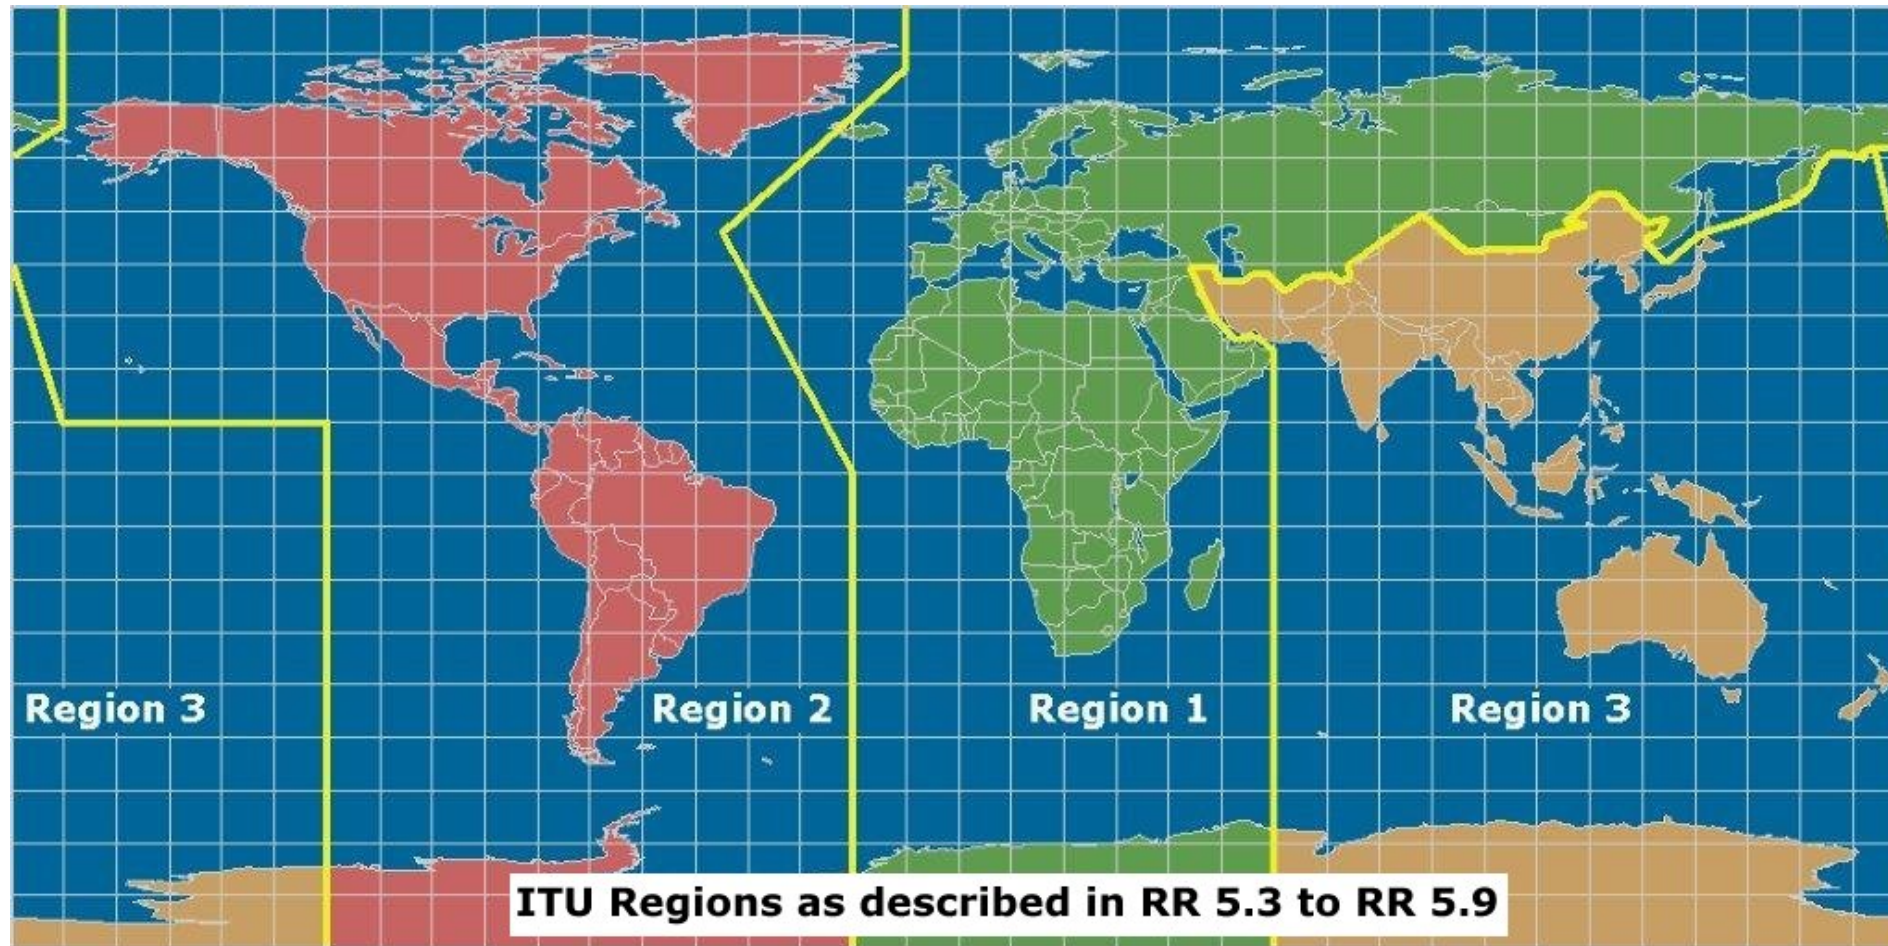 Region 3
Region 2
Region 1
Region 3
ITU Regions as described in RR 5.3 to RR 5.9